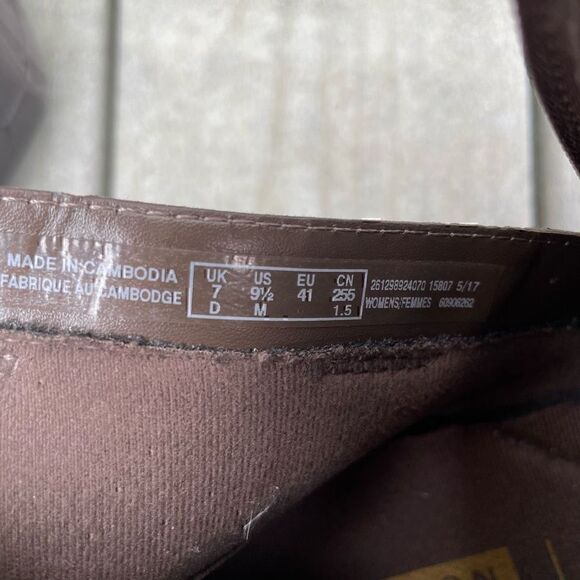 MADE IN CAMBODIA
FABRIQUE AU CAMBODGE
UK US EU CN
7 9½ 41 255
D M 1.5
261298924070 15807 5/17
WOMENS/FEMMES 60906262